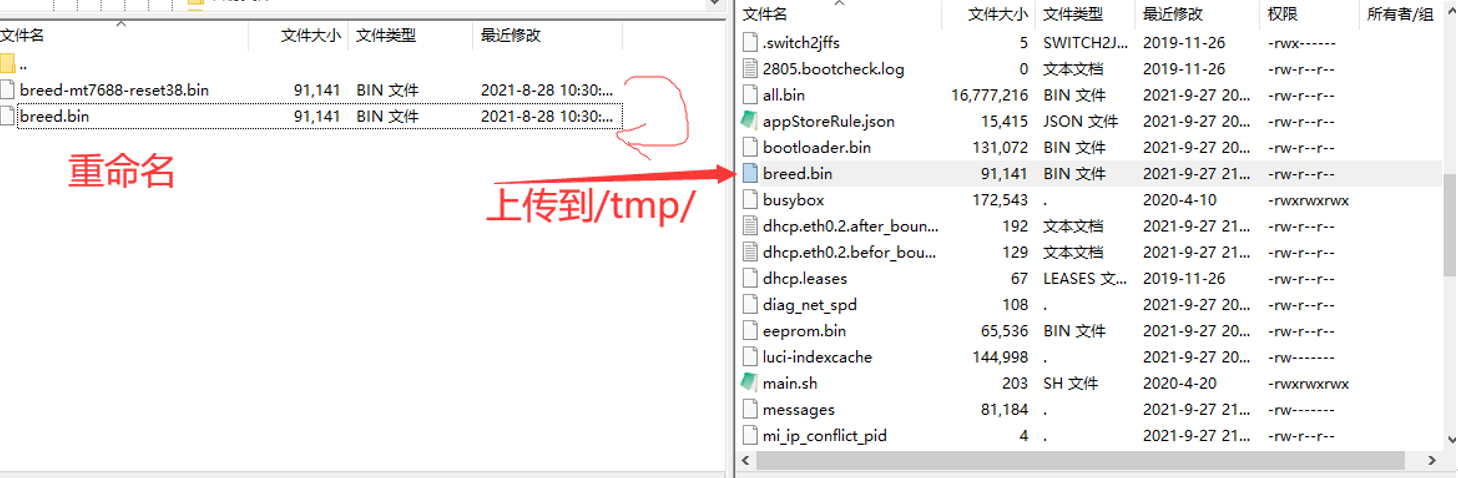 文件名 文件大小 文件类型 最近修改
..
breed-mt7688-reset38.bin 91,141 BIN 文件 2021-8-28 10:30:...
breed.bin 91,141 BIN 文件 2021-8-28 10:30:...
重命名
上传到/tmp/
文件名 文件大小 文件类型 最近修改 权限 所有者/组
.switch2jffs 5 SWITCH2J... 2019-11-26 -rwx------
2805.bootcheck.log 0 文本文档 2019-11-26 -rw-r--r--
all.bin 16,777,216 BIN 文件 2021-9-27 20... -rw-r--r--
appStoreRule.json 15,415 JSON 文件 2021-9-27 20... -rw-r--r--
bootloader.bin 131,072 BIN 文件 2021-9-27 20... -rw-r--r--
breed.bin 91,141 BIN 文件 2021-9-27 21... -rw-r--r--
busybox 172,543 . 2020-4-10 -rwxrwxrwx
dhcp.eth0.2.after_boun... 192 文本文档 2021-9-27 21... -rw-r--r--
dhcp.eth0.2.befor_bou... 129 文本文档 2021-9-27 21... -rw-r--r--
dhcp.leases 67 LEASES 文... 2019-11-26 -rw-r--r--
diag_net_spd 108 . 2021-9-27 20... -rw-r--r--
eeprom.bin 65,536 BIN 文件 2021-9-27 20... -rw-r--r--
luci-indexcache 144,998 . 2021-9-27 20... -rw-------
main.sh 203 SH 文件 2020-4-20 -rwxrwxrwx
messages 81,184 . 2021-9-27 21... -rw-------
mi_ip_conflict_pid 4 . 2021-9-27 21... -rw-r--r--